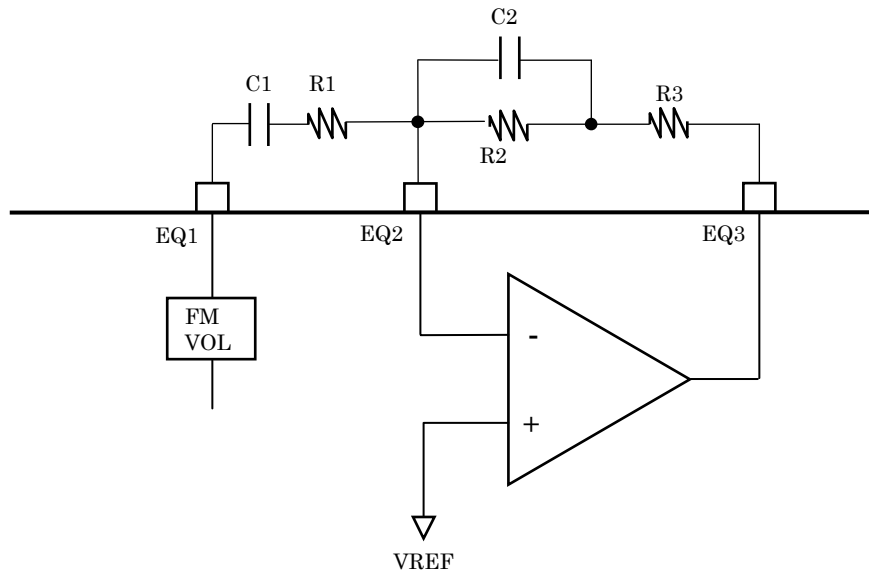 C2
C1
R1
R3
R2
EQ1
EQ2
EQ3
FM
VOL
-
+
VREF